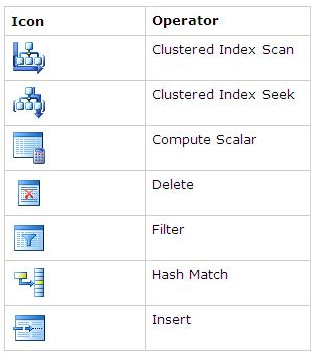 Icon Operator
Clustered Index Scan
Clustered Index Seek
Compute Scalar
Delete
Filter
Hash Match
Insert